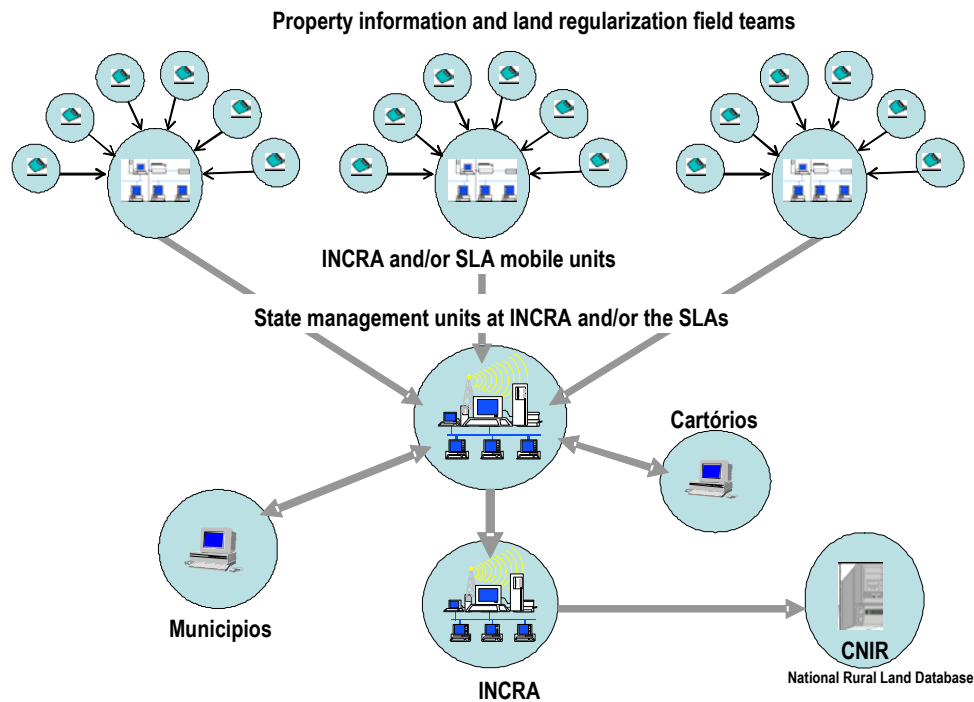 Property information and land regularization field teams
INCRA and/or SLA mobile units
State management units at INCRA and/or the SLAs
Cartórios
Municipios
CNIR
National Rural Land Database
INCRA